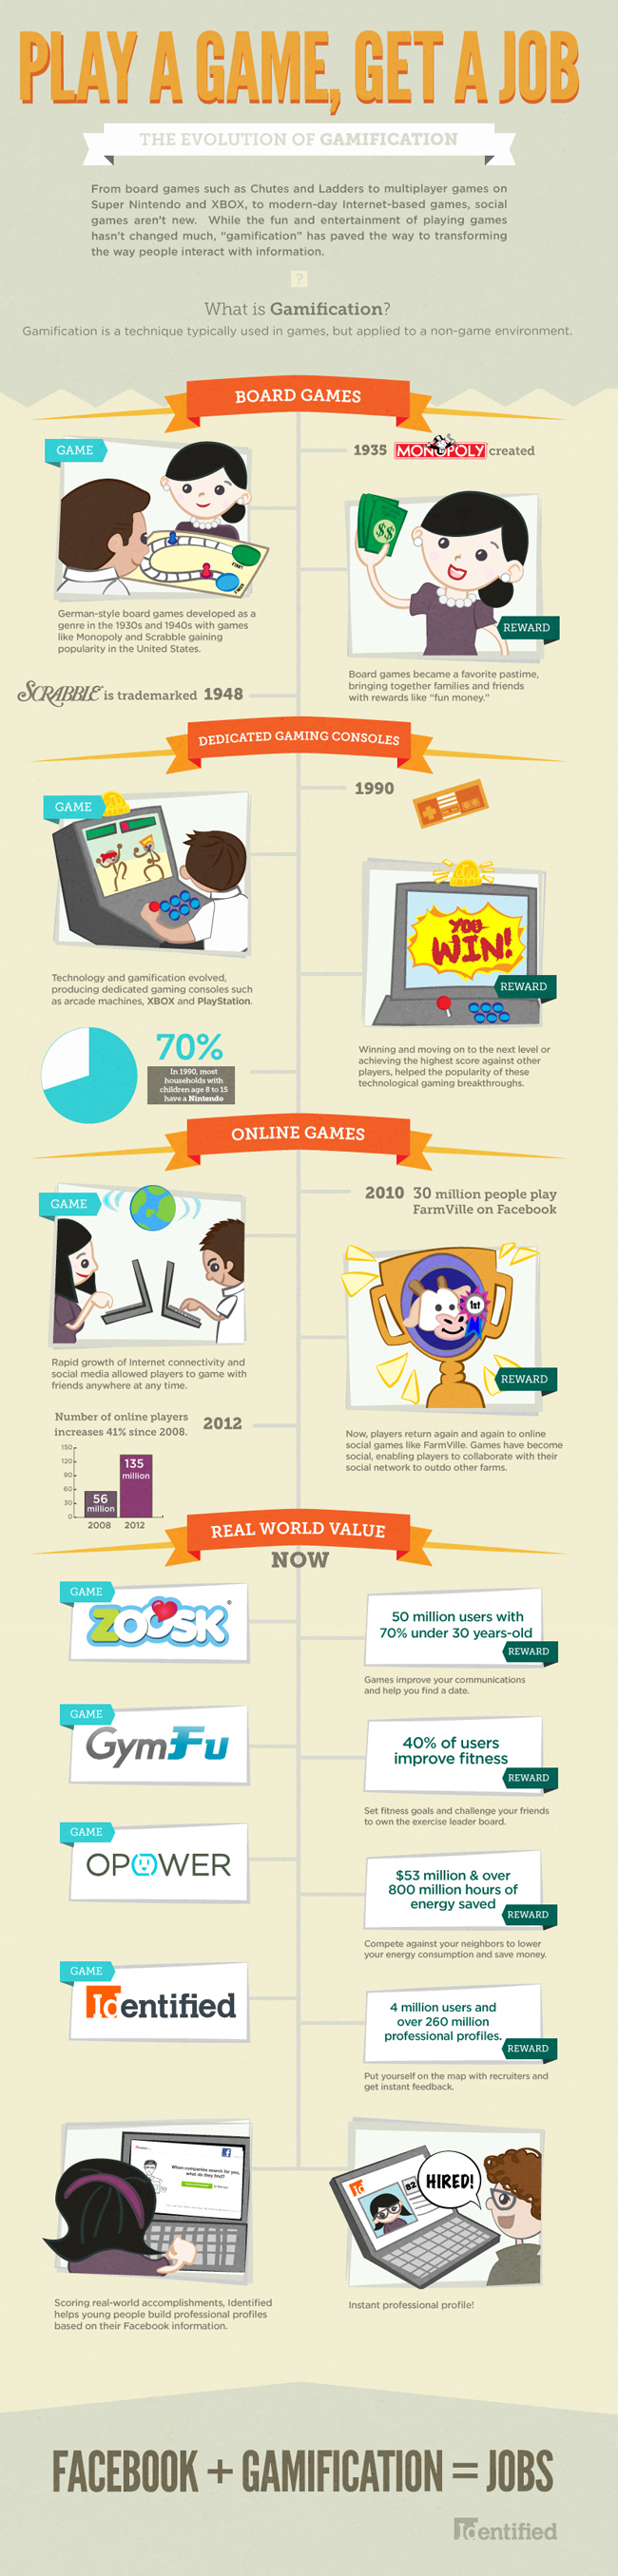 PLAY A GAME, GET A JOB
THE EVOLUTION OF GAMIFICATION
From board games such as Chutes and Ladders to multiplayer games on
Super Nintendo and XBOX, to modern-day Internet-based games, social
games aren't new. While the fun and entertainment of playing games
hasn't changed much, "gamification" has paved the way to transforming
the way people interact with information.
?
What is Gamification?
Gamification is a technique typically used in games, but applied to a non-game environment.
BOARD GAMES
GAME
START
FINISH
German-style board games developed as a
genre in the 1930s and 1940s with games
like Monopoly and Scrabble gaining
popularity in the United States.
1935 MONOPOLY created
$$
REWARD
Board games became a favorite pastime,
bringing together families and friends
with rewards like "fun money."
SCRABBLE is trademarked 1948
DEDICATED GAMING CONSOLES
GAME
1990
Technology and gamification evolved,
producing dedicated gaming consoles such
as arcade machines, XBOX and PlayStation.
YOU
WIN!
REWARD
Winning and moving on to the next level or
achieving the highest score against other
players, helped the popularity of these
technological gaming breakthroughs.
70%
In 1990, most
households with
children age 8 to 15
have a Nintendo
ONLINE GAMES
GAME
Rapid growth of Internet connectivity and
social media allowed players to game with
friends anywhere at any time.
2010 30 million people play
FarmVille on Facebook
1st
REWARD
Now, players return again and again to online
social games like FarmVille. Games have become
social, enabling players to collaborate with their
social network to outdo other farms.
Number of online players
increases 41% since 2008.
2012
150
120
90
60
30
0
56
million
135
million
2008 2012
REAL WORLD VALUE
NOW
GAME
ZOOSK
50 million users with
70% under 30 years-old
REWARD
Games improve your communications
and help you find a date.
GAME
GymFu
40% of users
improve fitness
REWARD
Set fitness goals and challenge your friends
to own the exercise leader board.
GAME
OPOWER
$53 million & over
800 million hours of
energy saved
REWARD
Compete against your neighbors to lower
your energy consumption and save money.
GAME
Identified
4 million users and
over 260 million
professional profiles.
REWARD
Put yourself on the map with recruiters and
get instant feedback.
When companies search for you,
what do they find?
Scoring real-world accomplishments, Identified
helps young people build professional profiles
based on their Facebook information.
Id
82
HIRED!
Instant professional profile!
FACEBOOK + GAMIFICATION = JOBS
Identified